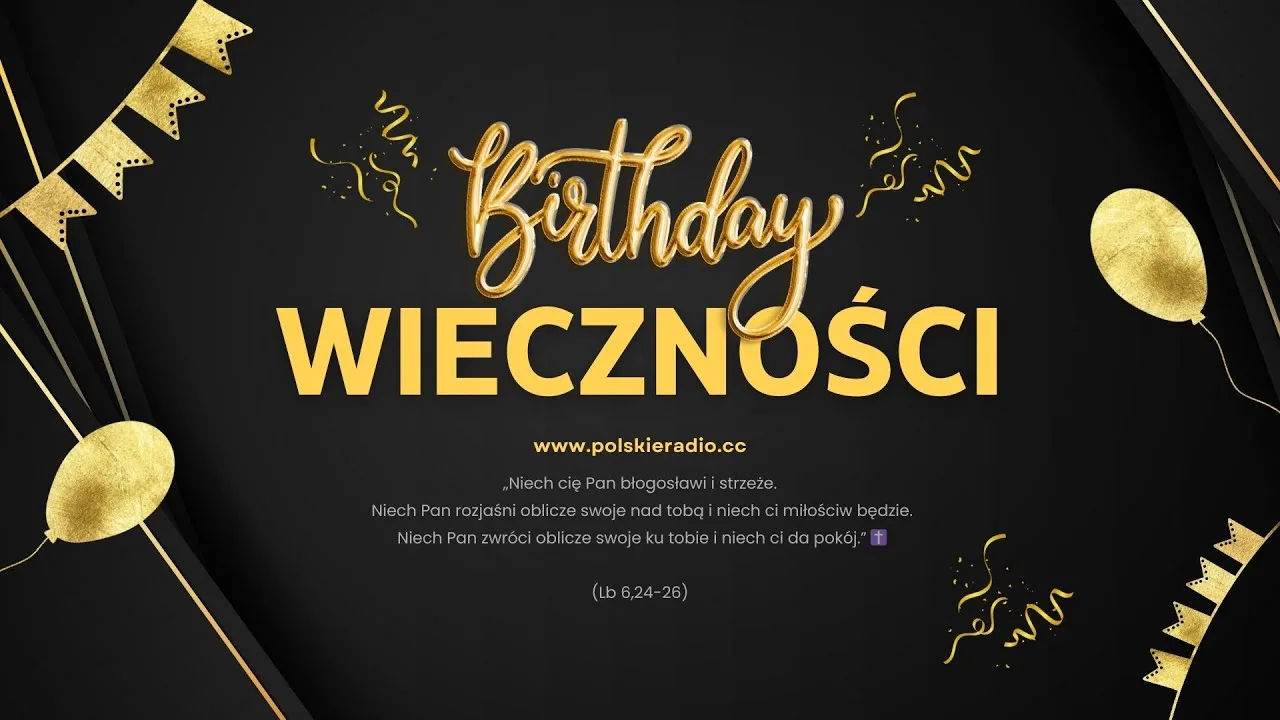 Birthday
WIECZNOŚCI
www.polskieradio.cc
„Niech cię Pan błogosławi i strzeże.
Niech Pan rozjaśni oblicze swoje nad tobą i niech ci miłościw będzie.
Niech Pan zwróci oblicze swoje ku tobie i niech ci da pokój.” ✝️
(Lb 6,24-26)